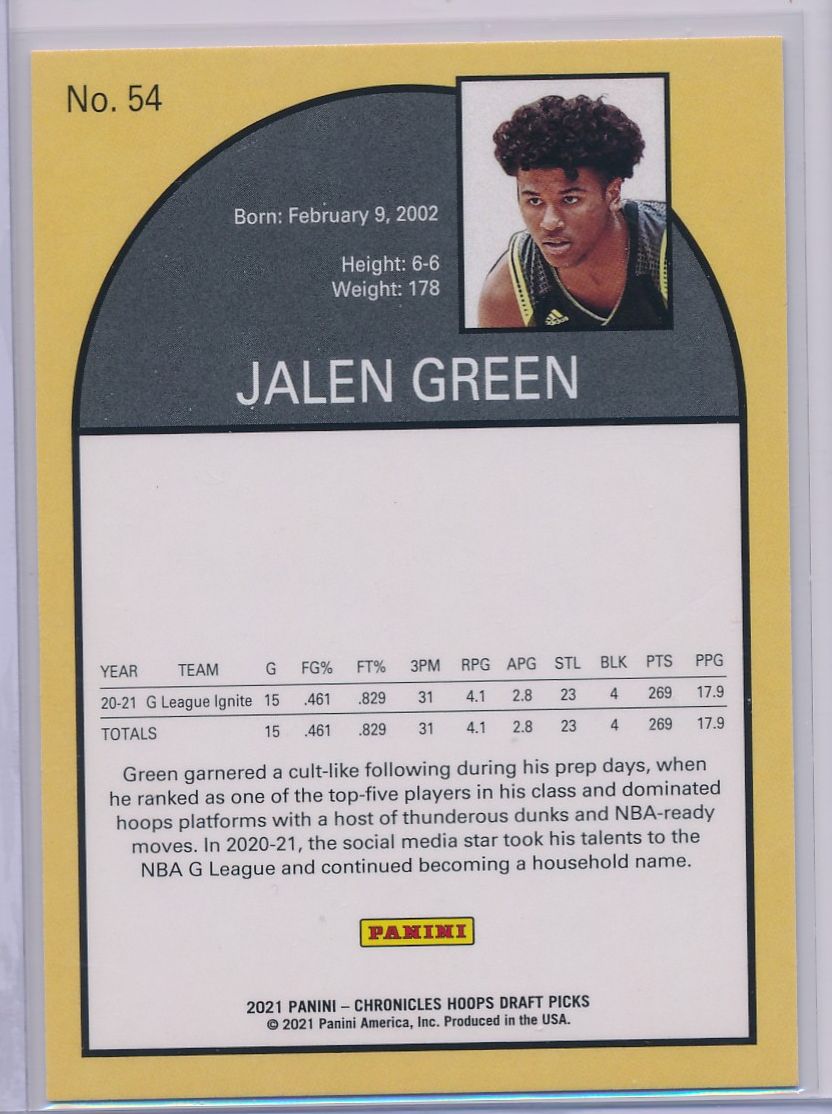 No. 54
Born: February 9, 2002
Height: 6-6
Weight: 178
adidas
JALEN GREEN
YEAR TEAM G FG% FT% 3PM RPG APG STL BLK PTS PPG
20-21 G League Ignite 15 .461 .829 31 4.1 2.8 23 4 269 17.9
TOTALS 15 .461 .829 31 4.1 2.8 23 4 269 17.9
Green garnered a cult-like following during his prep days, when
he ranked as one of the top-five players in his class and dominated
hoops platforms with a host of thunderous dunks and NBA-ready
moves. In 2020-21, the social media star took his talents to the
NBA G League and continued becoming a household name.
PANINI
2021 PANINI – CHRONICLES HOOPS DRAFT PICKS
© 2021 Panini America, Inc. Produced in the USA.